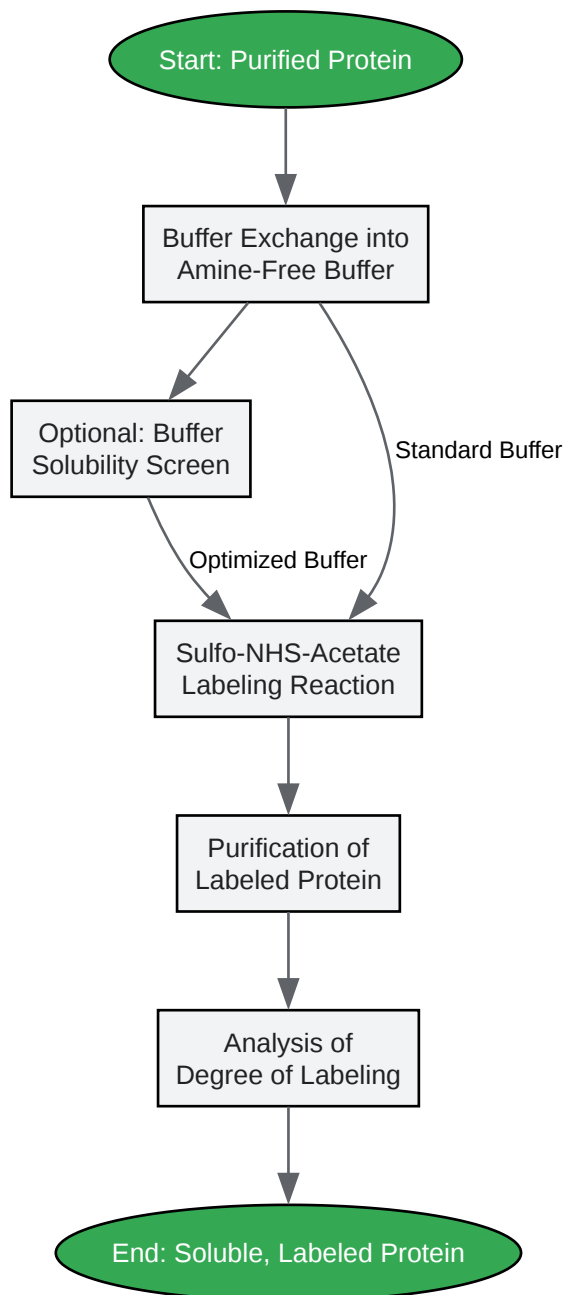 Start: Purified Protein
Buffer Exchange into
Amine-Free Buffer
Optional: Buffer
Solubility Screen
Standard Buffer
Optimized Buffer
Sulfo-NHS-Acetate
Labeling Reaction
Purification of
Labeled Protein
Analysis of
Degree of Labeling
End: Soluble, Labeled Protein